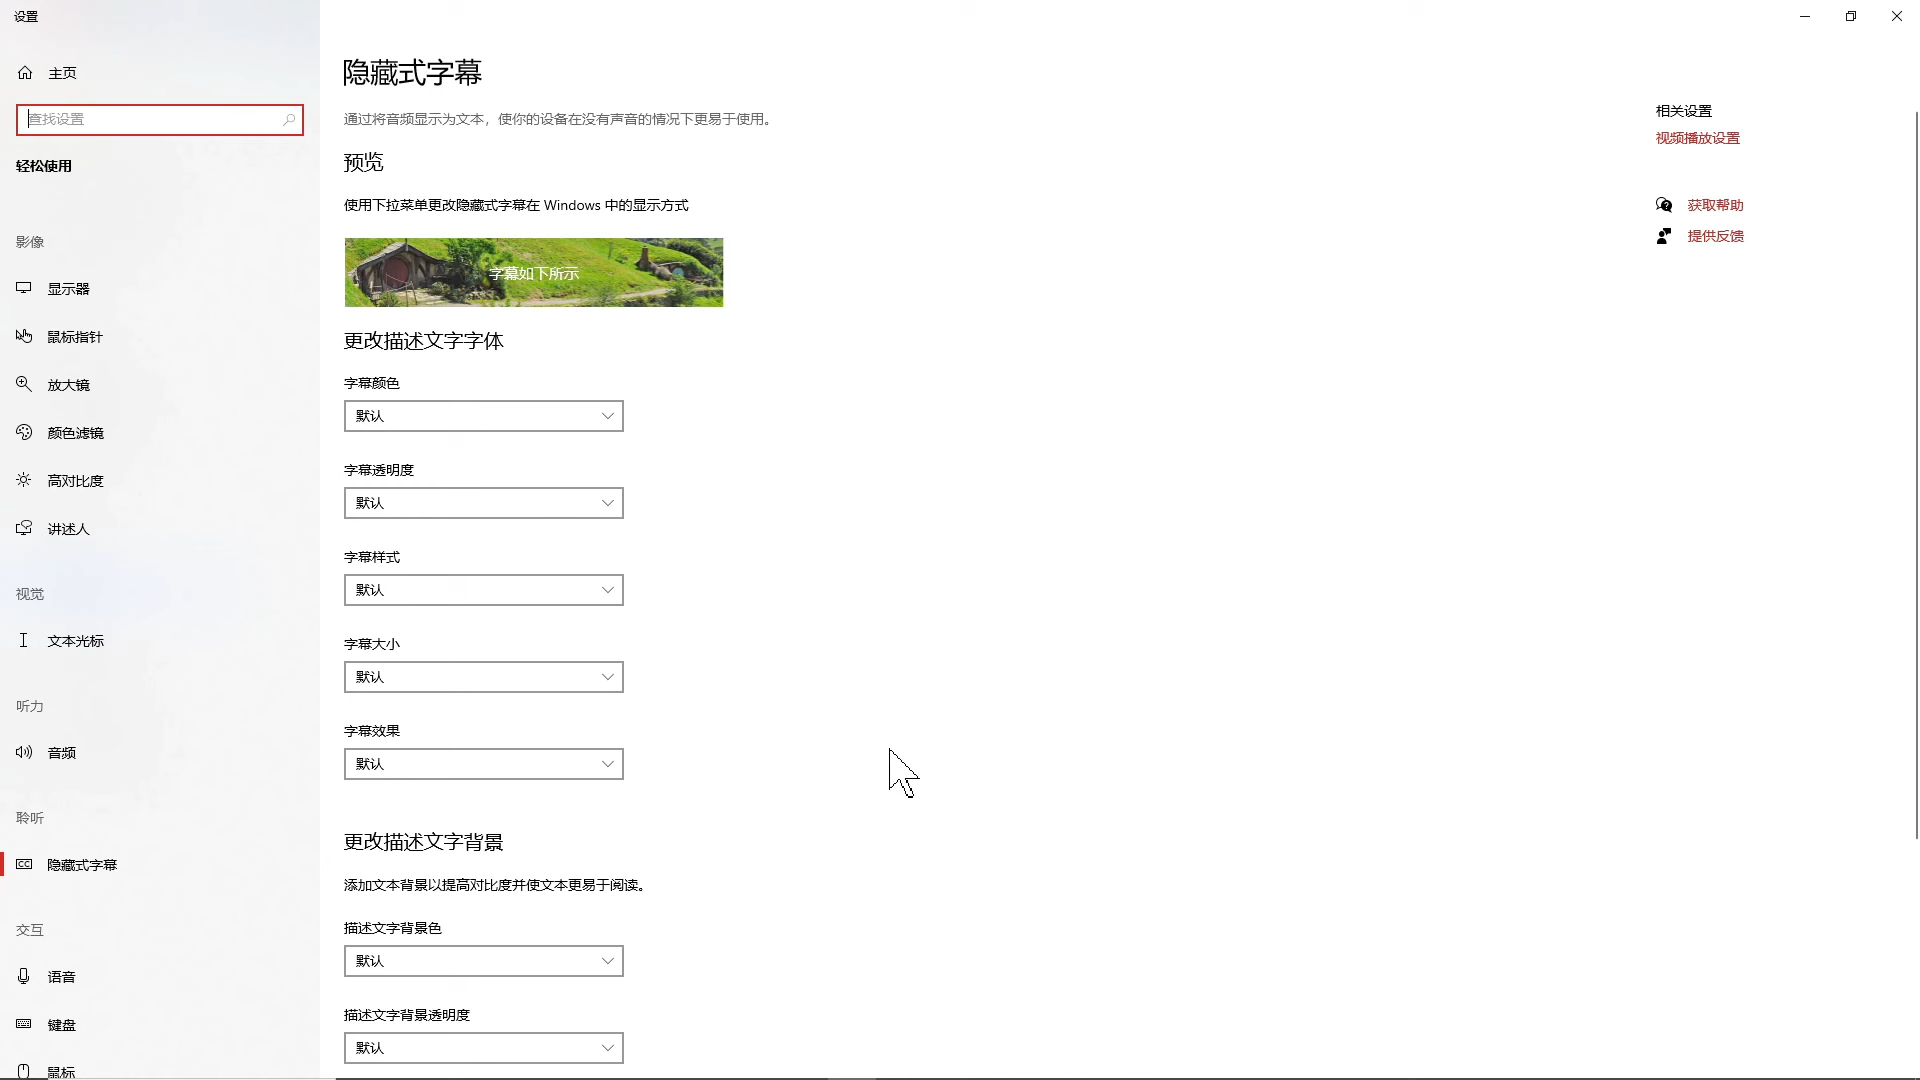 设置
主页
查找设置
轻松使用
影像
显示器
鼠标指针
放大镜
颜色滤镜
高对比度
讲述人
视觉
文本光标
听力
音频
聆听
隐藏式字幕
交互
语音
键盘
鼠标
隐藏式字幕
通过将音频显示为文本，使你的设备在没有声音的情况下更易于使用。
预览
使用下拉菜单更改隐藏式字幕在 Windows 中的显示方式
字幕如下所示
更改描述文字字体
字幕颜色
默认
字幕透明度
默认
字幕样式
默认
字幕大小
默认
字幕效果
默认
更改描述文字背景
添加文本背景以提高对比度并使文本更易于阅读。
描述文字背景色
默认
描述文字背景透明度
默认
相关设置
视频播放设置
获取帮助
提供反馈